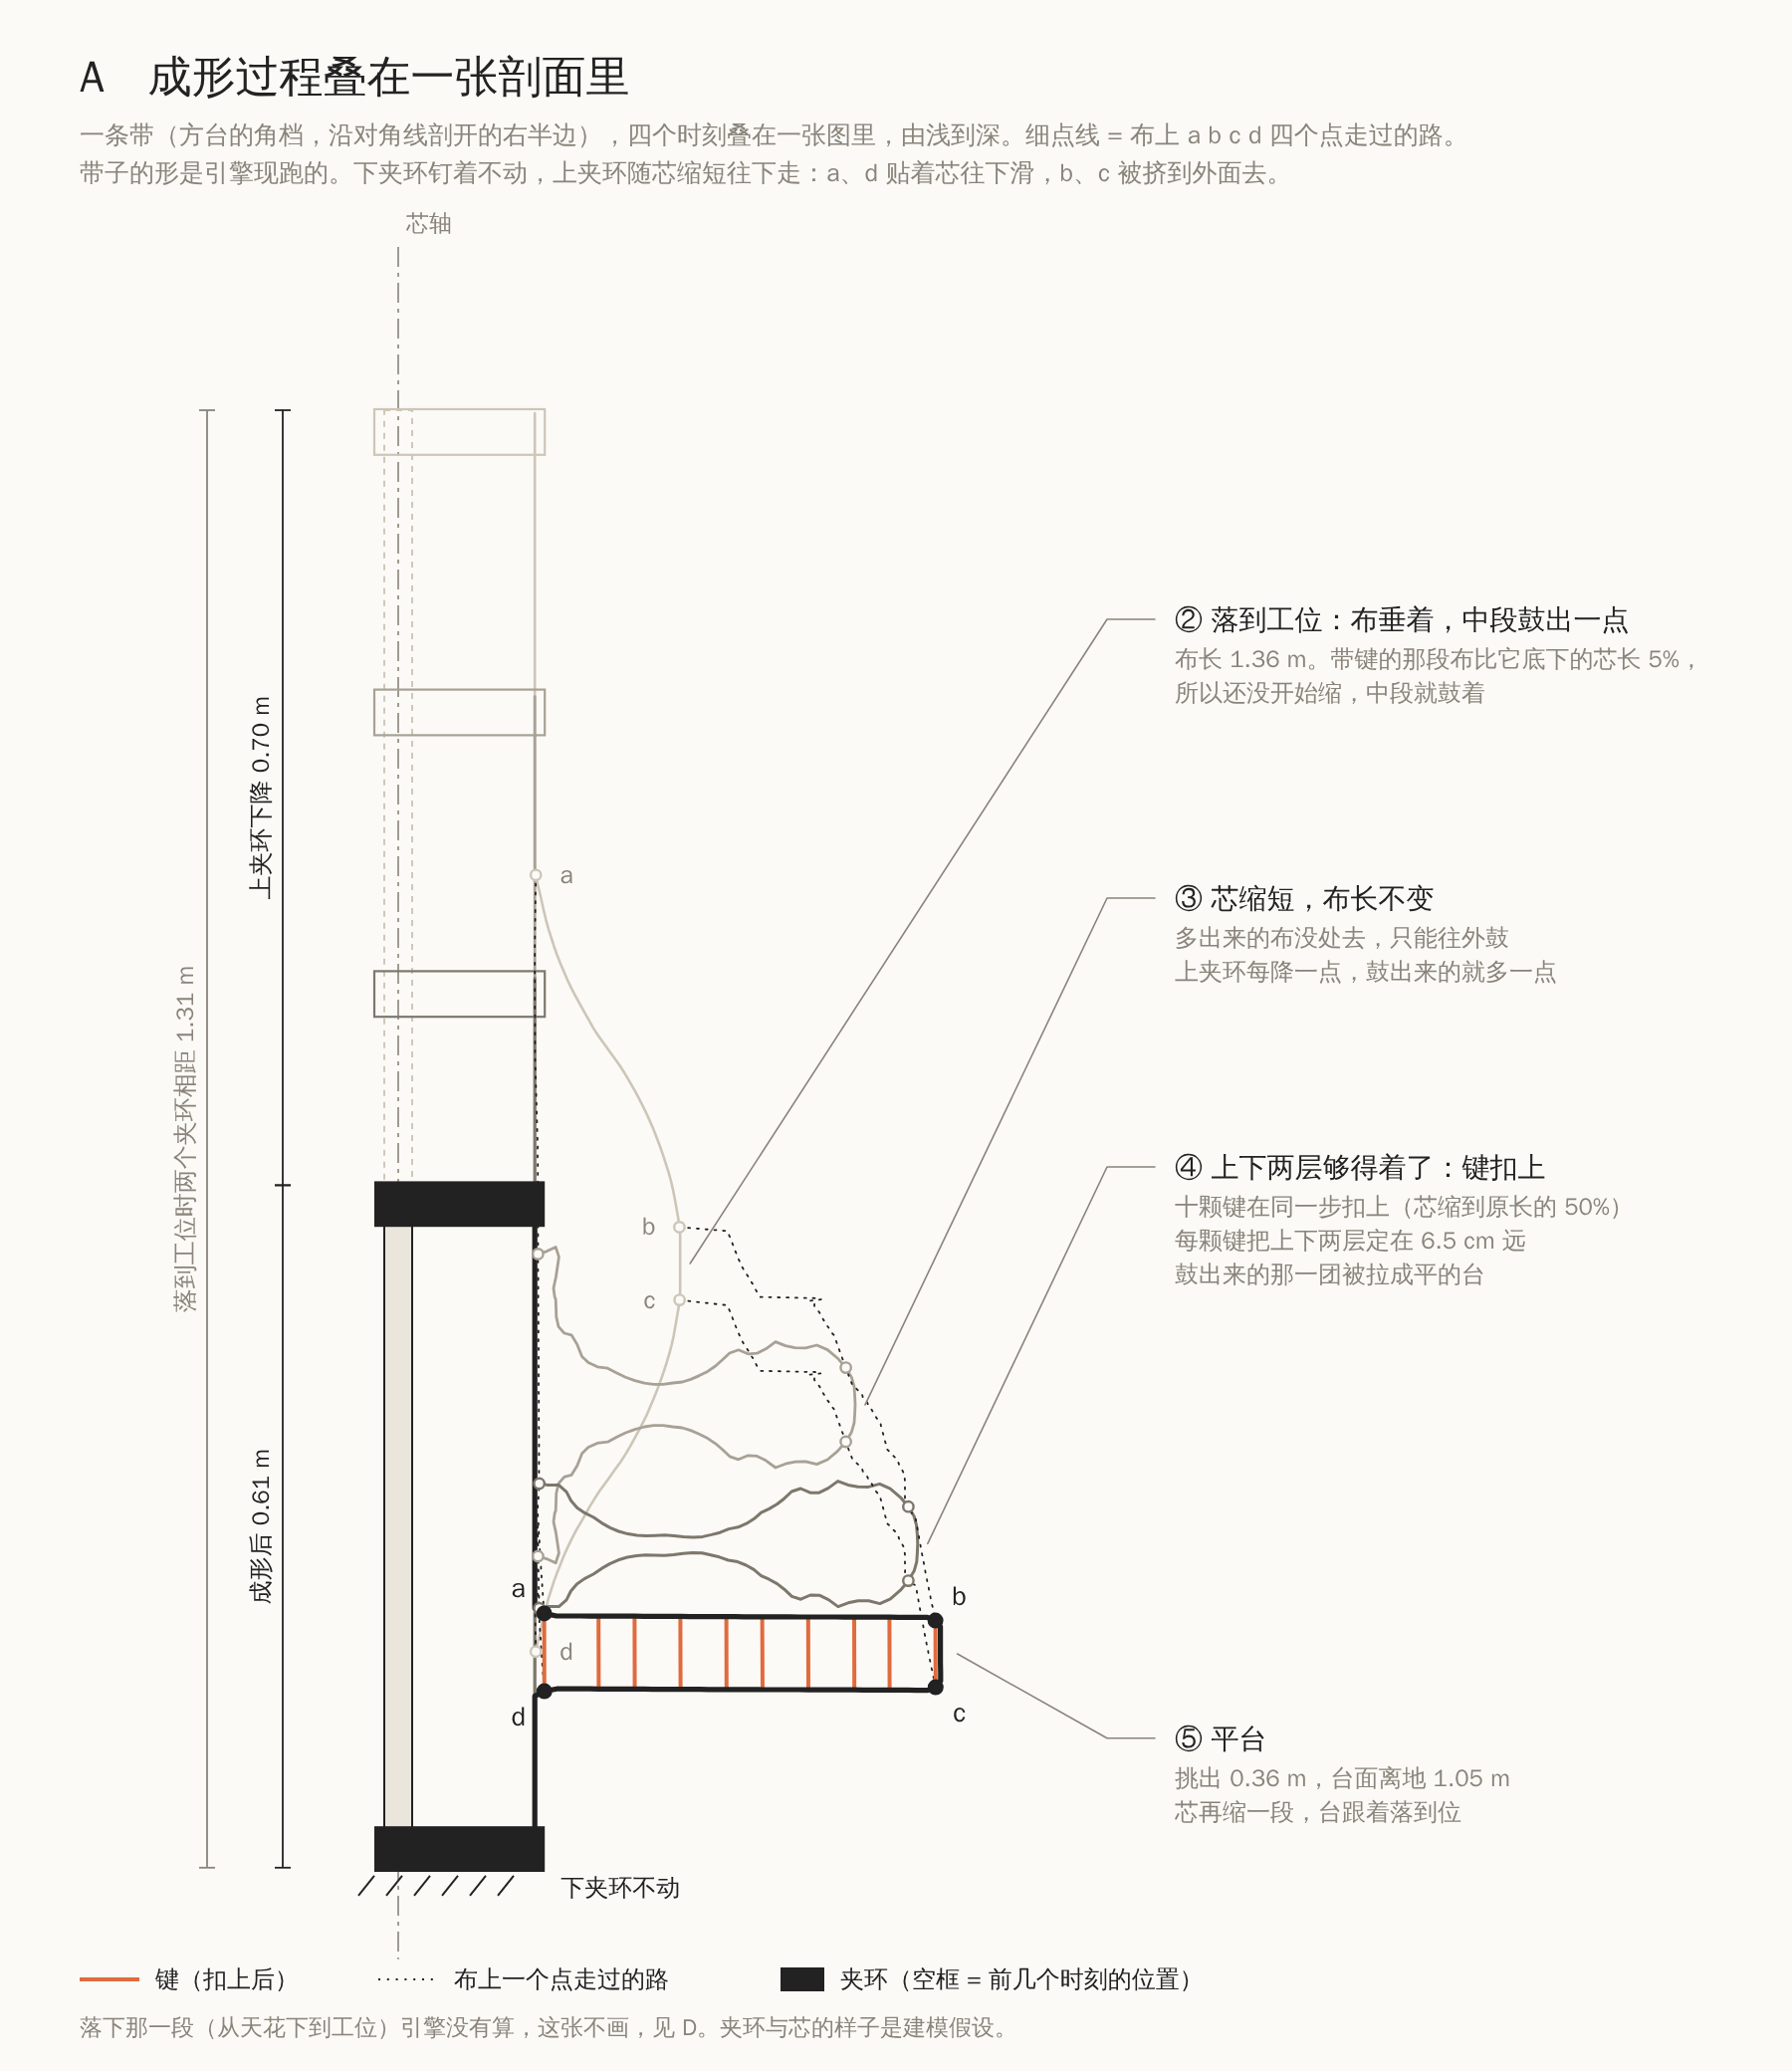 A 成形过程叠在一张剖面里
一条带（方台的角档，沿对角线剖开的右半边），四个时刻叠在一张图里，由浅到深。细点线 = 布上 a b c d 四个点走过的路。
带子的形是引擎现跑的。下夹环钉着不动，上夹环随芯缩短往下走：a、d 贴着芯往下滑，b、c 被挤到外面去。
芯轴
上夹环下降 0.70 m
落到工位时两个夹环相距 1.31 m
成形后 0.61 m
a
b
c
② 落到工位：布垂着，中段鼓出一点
布长 1.36 m。带键的那段布比它底下的芯长 5%，
所以还没开始缩，中段就鼓着
③ 芯缩短，布长不变
多出来的布没处去，只能往外鼓
上夹环每降一点，鼓出来的就多一点
④ 上下两层够得着了：键扣上
十颗键在同一步扣上（芯缩到原长的 50%）
每颗键把上下两层定在 6.5 cm 远
鼓出来的那一团被拉成平的台
a
b
d
d
c
⑤ 平台
挑出 0.36 m，台面离地 1.05 m
芯再缩一段，台跟着落到位
下夹环不动
键（扣上后）
布上一个点走过的路
夹环（空框 = 前几个时刻的位置）
落下那一段（从天花下到工位）引擎没有算，这张不画，见 D。夹环与芯的样子是建模假设。